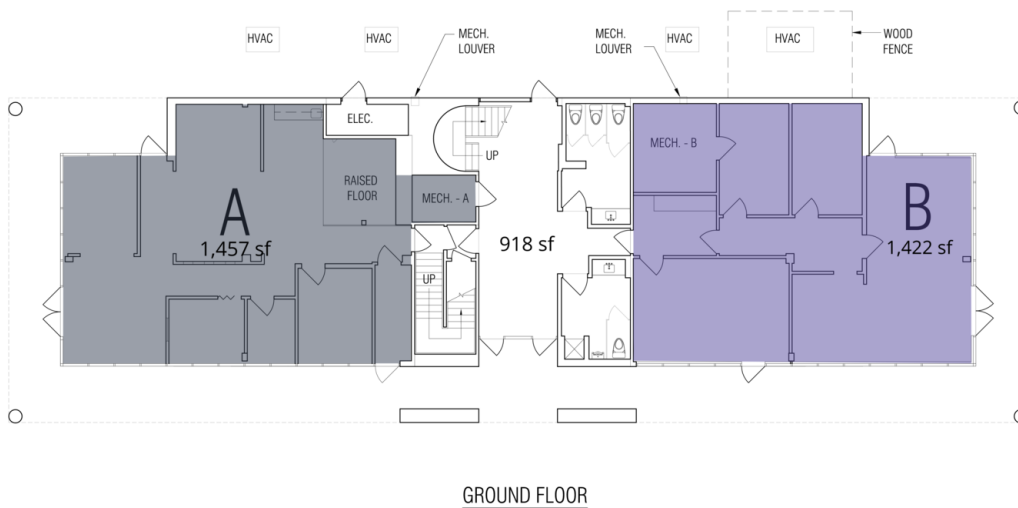 HVAC
HVAC
MECH.
LOUVER
MECH.
LOUVER
HVAC
HVAC
WOOD
FENCE
ELEC.
UP
MECH. - B
RAISED
FLOOR
MECH. - A
A
1,457 sf
918 sf
B
1,422 sf
UP
GROUND FLOOR